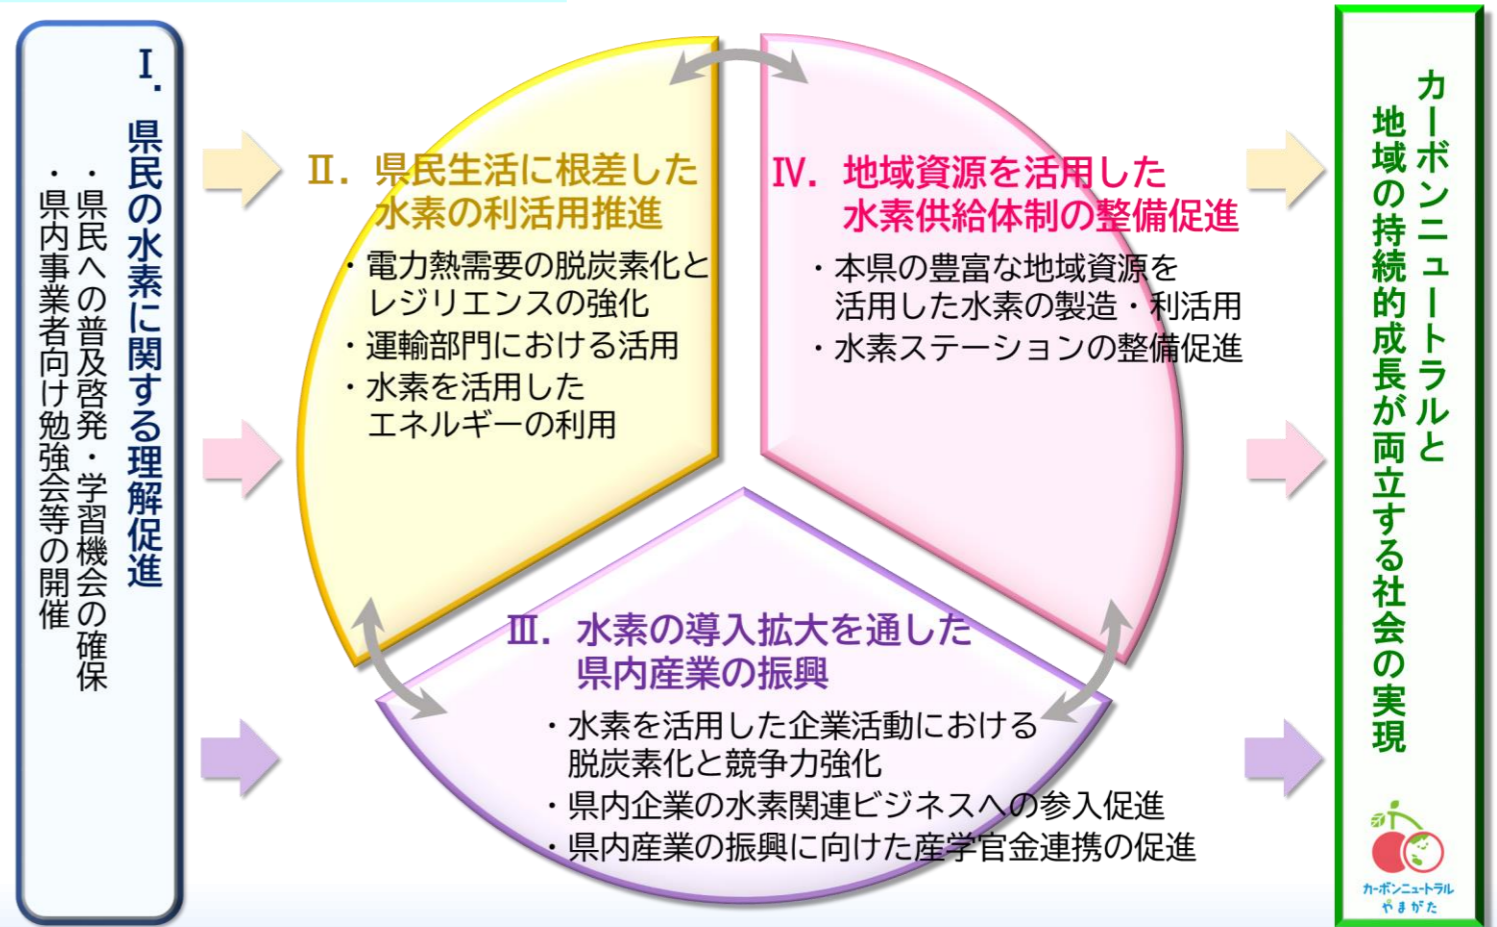 Ⅰ．県民の水素に関する理解促進
・県民への普及啓発・学習機会の確保
・県内事業者向け勉強会等の開催
Ⅱ．県民生活に根差した
水素の利活用推進
・電力熱需要の脱炭素化と
レジリエンスの強化
・運輸部門における活用
・水素を活用した
エネルギーの利用
Ⅳ．地域資源を活用した
水素供給体制の整備促進
・本県の豊富な地域資源を
活用した水素の製造・利活用
・水素ステーションの整備促進
Ⅲ．水素の導入拡大を通した
県内産業の振興
・水素を活用した企業活動における
脱炭素化と競争力強化
・県内企業の水素関連ビジネスへの参入促進
・県内産業の振興に向けた産学官金連携の促進
カーボンニュートラルと
地域の持続的成長が両立する社会の実現
カーボンニュートラル
やまがた